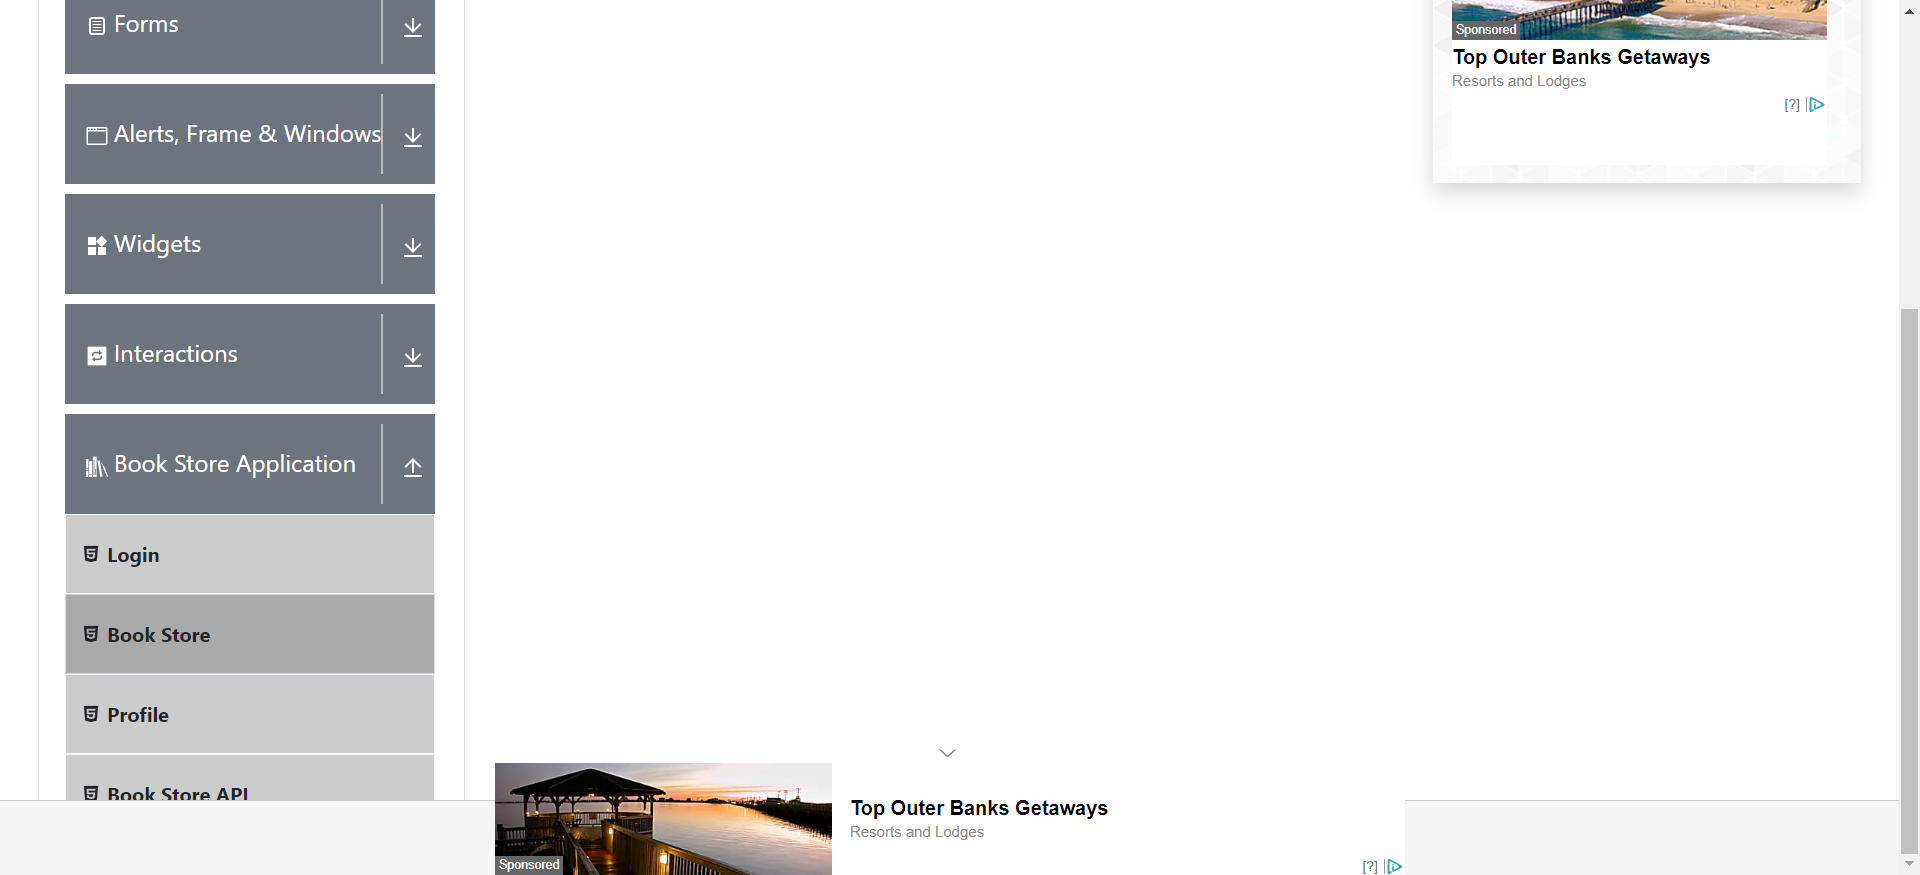 Forms
Alerts, Frame & Windows
Widgets
Interactions
Book Store Application
Login
Book Store
Profile
Book Store API
Sponsored
Top Outer Banks Getaways
Resorts and Lodges
[?]
Sponsored
Top Outer Banks Getaways
Resorts and Lodges
[?]